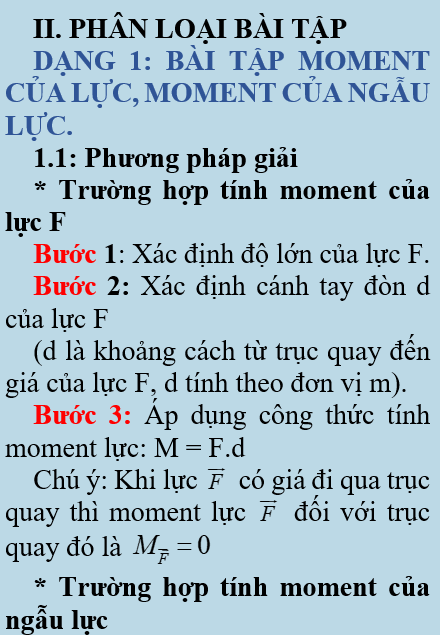 II. PHÂN LOẠI BÀI TẬP
DẠNG 1: BÀI TẬP MOMENT
CỦA LỰC, MOMENT CỦA NGẪU
LỰC.
1.1: Phương pháp giải
* Trường hợp tính moment của
lực F
Bước 1: Xác định độ lớn của lực F.
Bước 2: Xác định cánh tay đòn d
của lực F
(d là khoảng cách từ trục quay đến
giá của lực F, d tính theo đơn vị m).
Bước 3: Áp dụng công thức tính
moment lực: M = F.d
Chú ý: Khi lực $\overrightarrow{F}$ có giá đi qua trục
quay thì moment lực $\overrightarrow{F}$ đối với trục
quay đó là $M_{\overrightarrow{F}} = 0$
* Trường hợp tính moment của
ngẫu lực